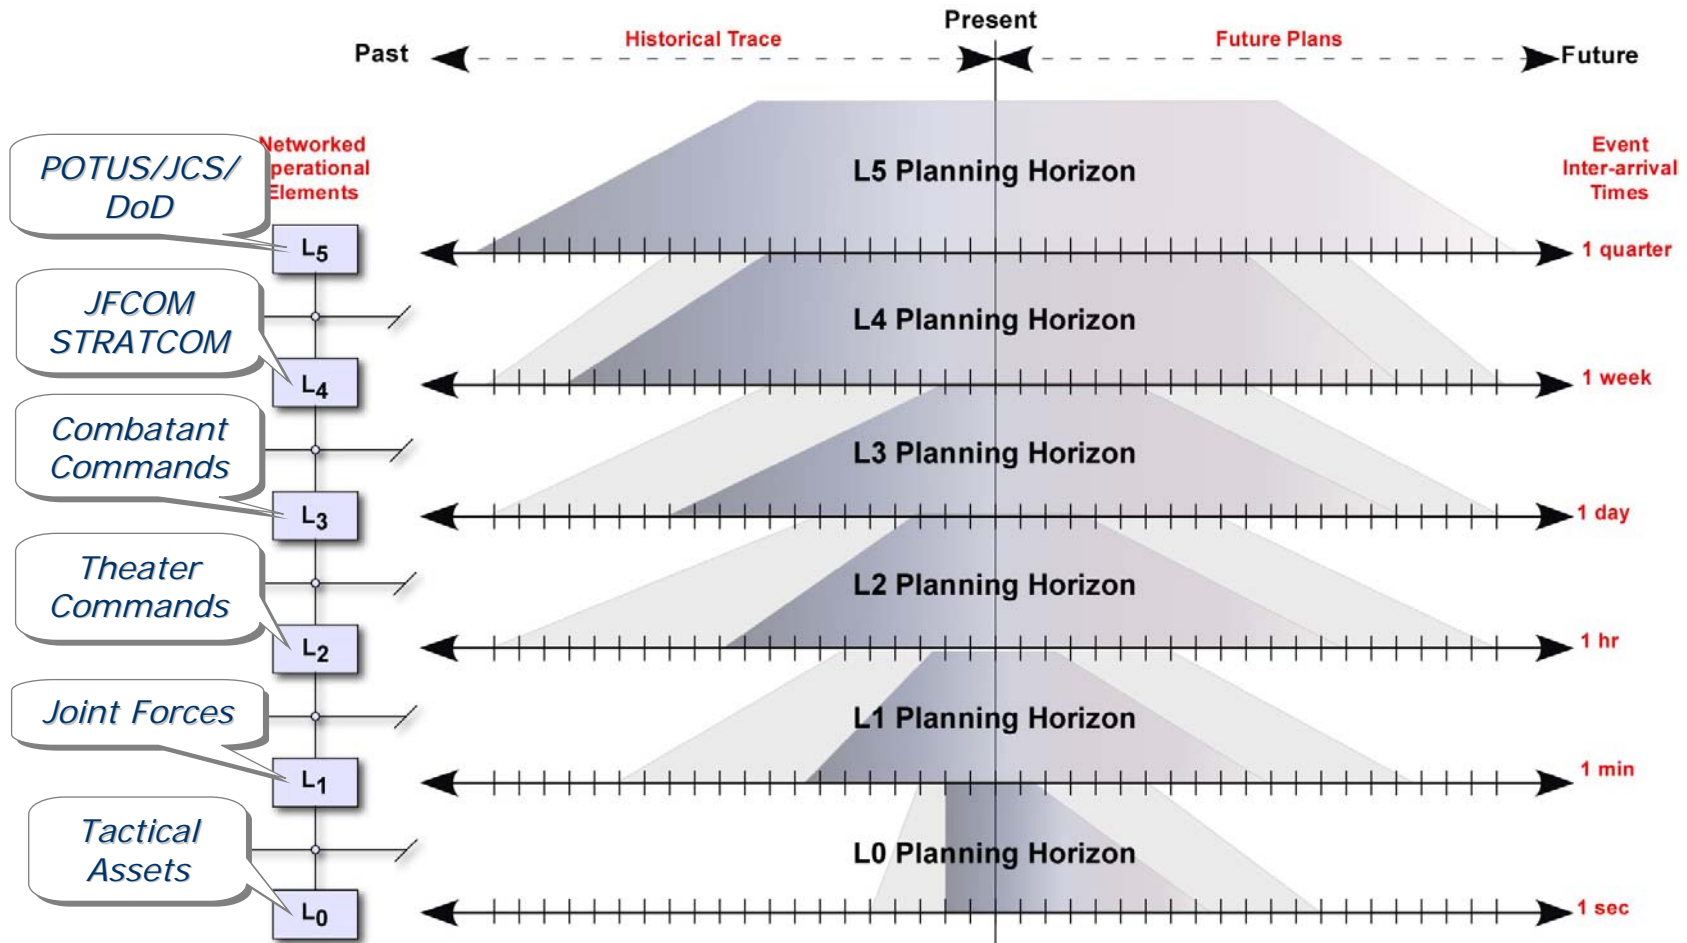 Present
Past
Historical Trace
Future Plans
Future
Networked
perational
Elements
Event
Inter-arrival
Times
POTUS/JCS/
DoD
L5
L5 Planning Horizon
1 quarter
JFCOM
STRATCOM
L4
L4 Planning Horizon
1 week
Combatant
Commands
L3
L3 Planning Horizon
1 day
Theater
Commands
L2
L2 Planning Horizon
1 hr
Joint Forces
L1
L1 Planning Horizon
1 min
Tactical
Assets
L0
L0 Planning Horizon
1 sec